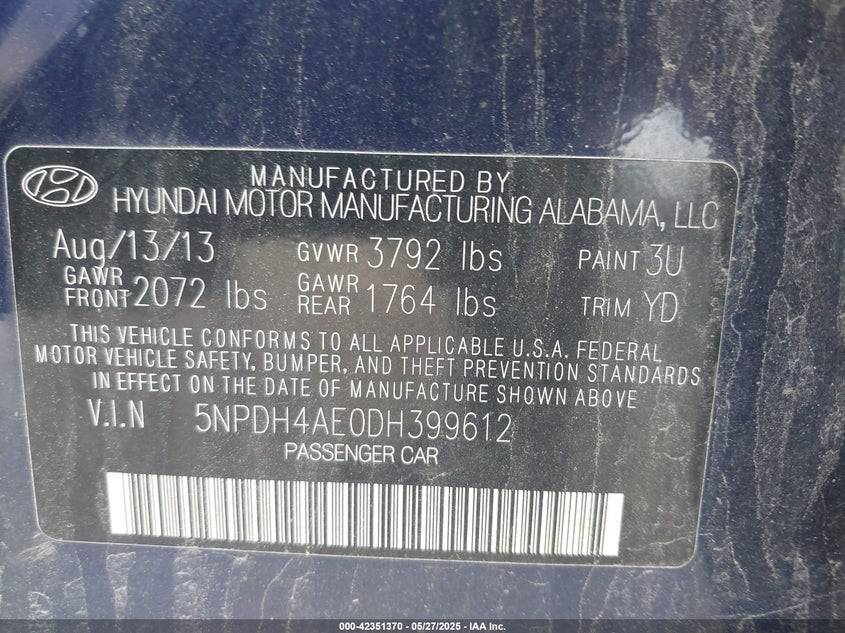 MANUFACTURED BY
HYUNDAI MOTOR MANUFACTURING ALABAMA, LLC
Aug/13/13 GVWR 3792 lbs PAINT 3U
GAWR FRONT 2072 lbs GAWR REAR 1764 lbs TRIM YD
THIS VEHICLE CONFORMS TO ALL APPLICABLE U.S.A. FEDERAL
MOTOR VEHICLE SAFETY, BUMPER, AND THEFT PREVENTION STANDARDS
IN EFFECT ON THE DATE OF MANUFACTURE SHOWN ABOVE
V.I.N 5NPDH4AE0DH399612
PASSENGER CAR
000-42351370 - 05/27/2025 - IAA Inc.